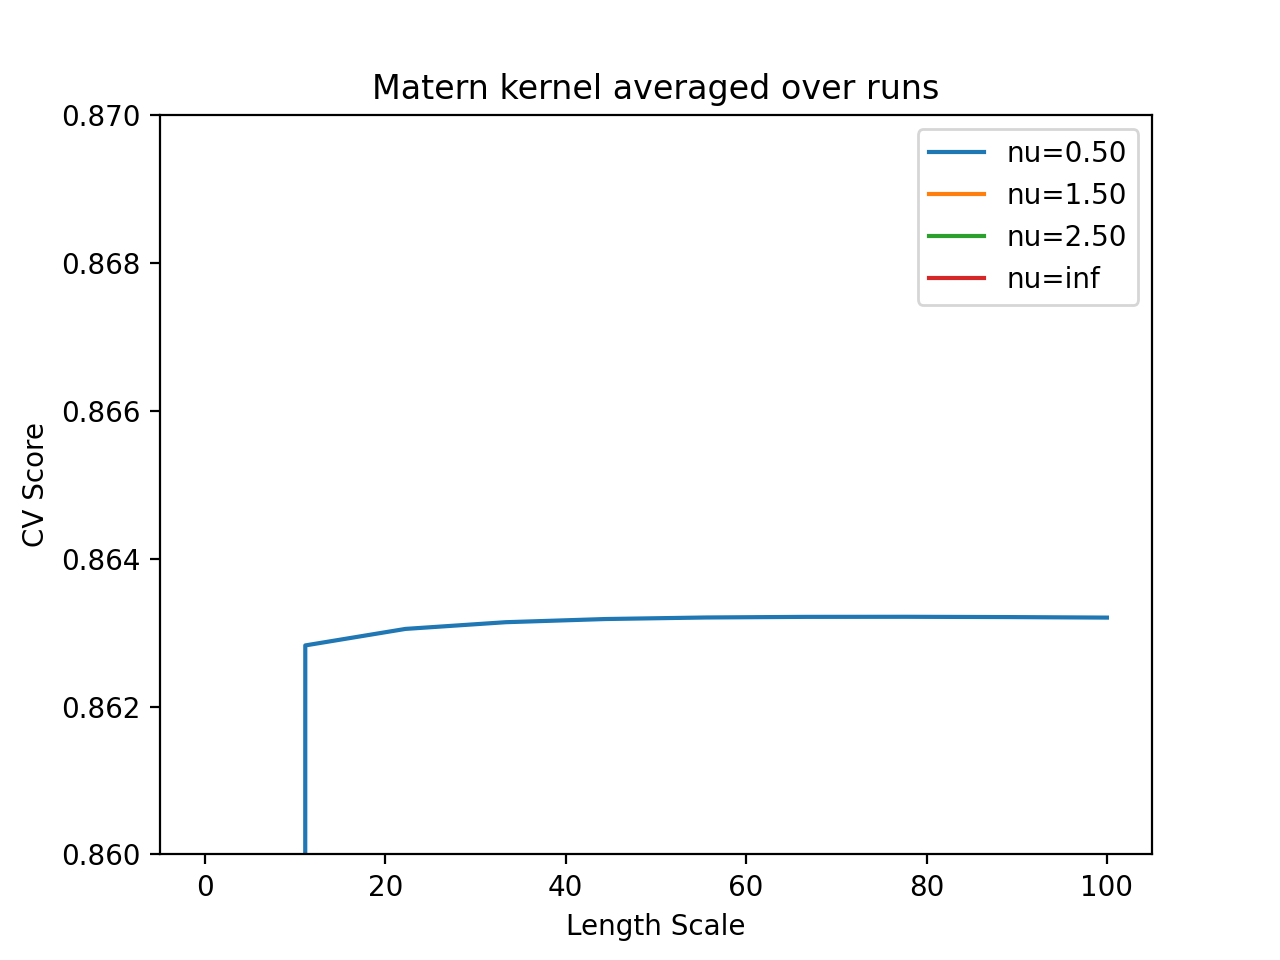 Matern kernel averaged over runs
0.870
0.868
0.866
0.864
0.862
0.860
CV Score
nu=0.50
nu=1.50
nu=2.50
nu=inf
0 20 40 60 80 100
Length Scale